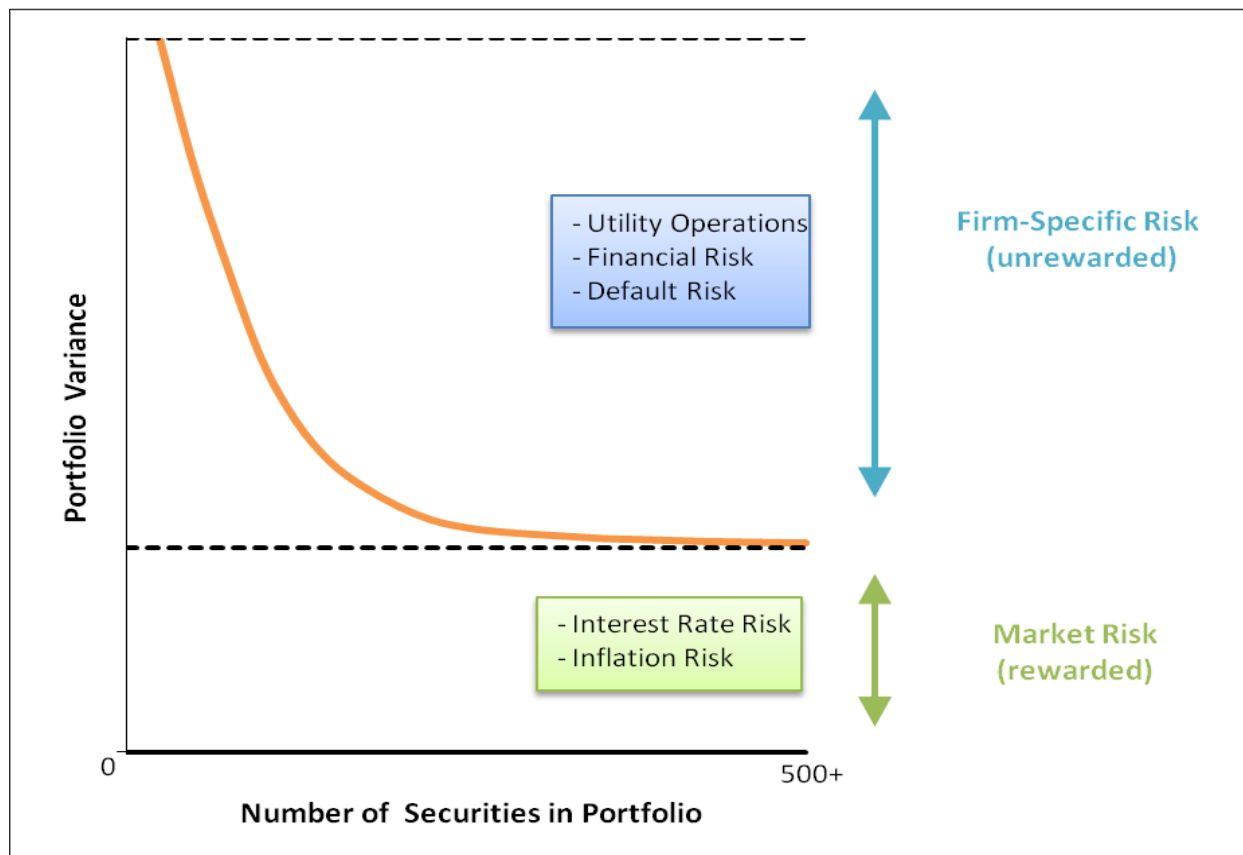 Portfolio Variance
- Utility Operations
- Financial Risk
- Default Risk
Firm-Specific Risk
(unrewarded)
- Interest Rate Risk
- Inflation Risk
Market Risk
(rewarded)
0
500+
Number of Securities in Portfolio